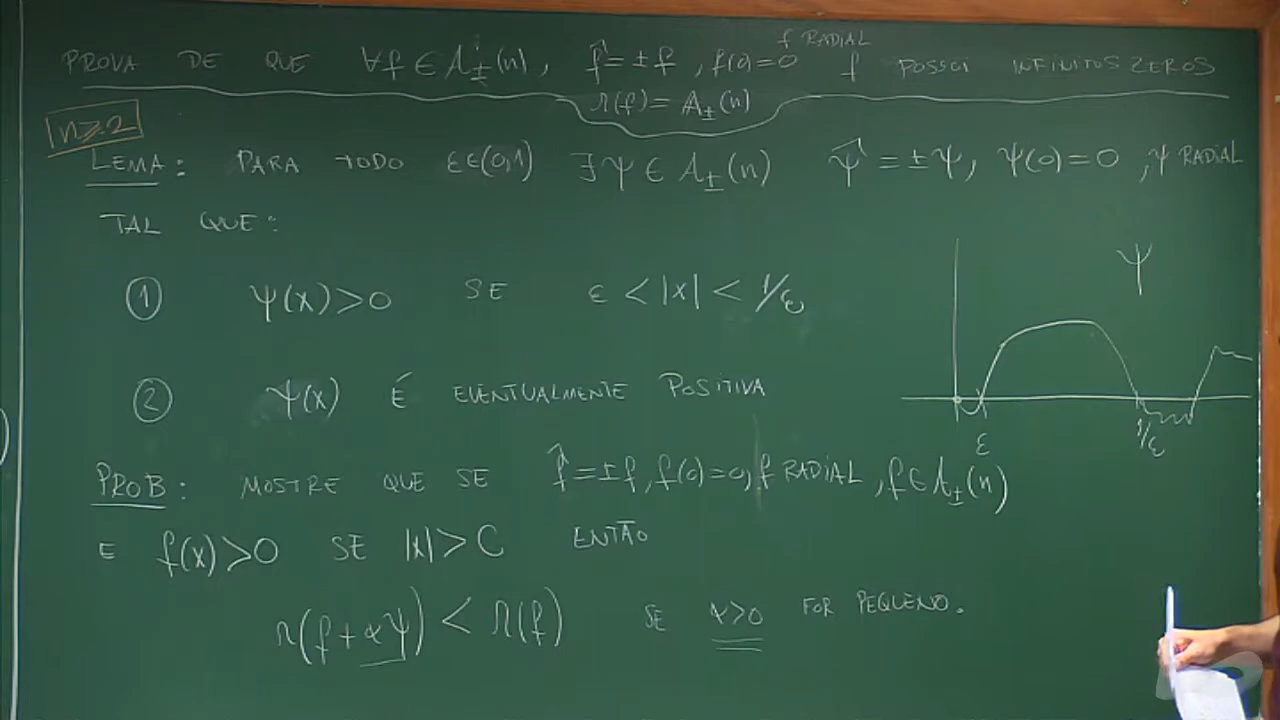 PROVA DE QUE ∀f ∈ A±(n), f̂ = ±f, f(0)=0 f RADIAL f POSSUI INFINITOS ZEROS
r(f) = A±(n)
n≥2
LEMA: PARA TODO ε∈(0,1) ∃ψ ∈ A±(n) ψ̂ = ±ψ, ψ(0)=0, ψ RADIAL
TAL QUE:
① ψ(x)>0 SE ε < |x| < 1/ε
② ψ(x) É EVENTUALMENTE POSITIVA
ψ
ε 1/ε
PROB: MOSTRE QUE SE f̂ = ±f, f(0)=0, f RADIAL, f∈A±(n)
E f(x)>0 SE |x|>C ENTÃO
r(f+αψ) < r(f) SE α>0 FOR PEQUENO.